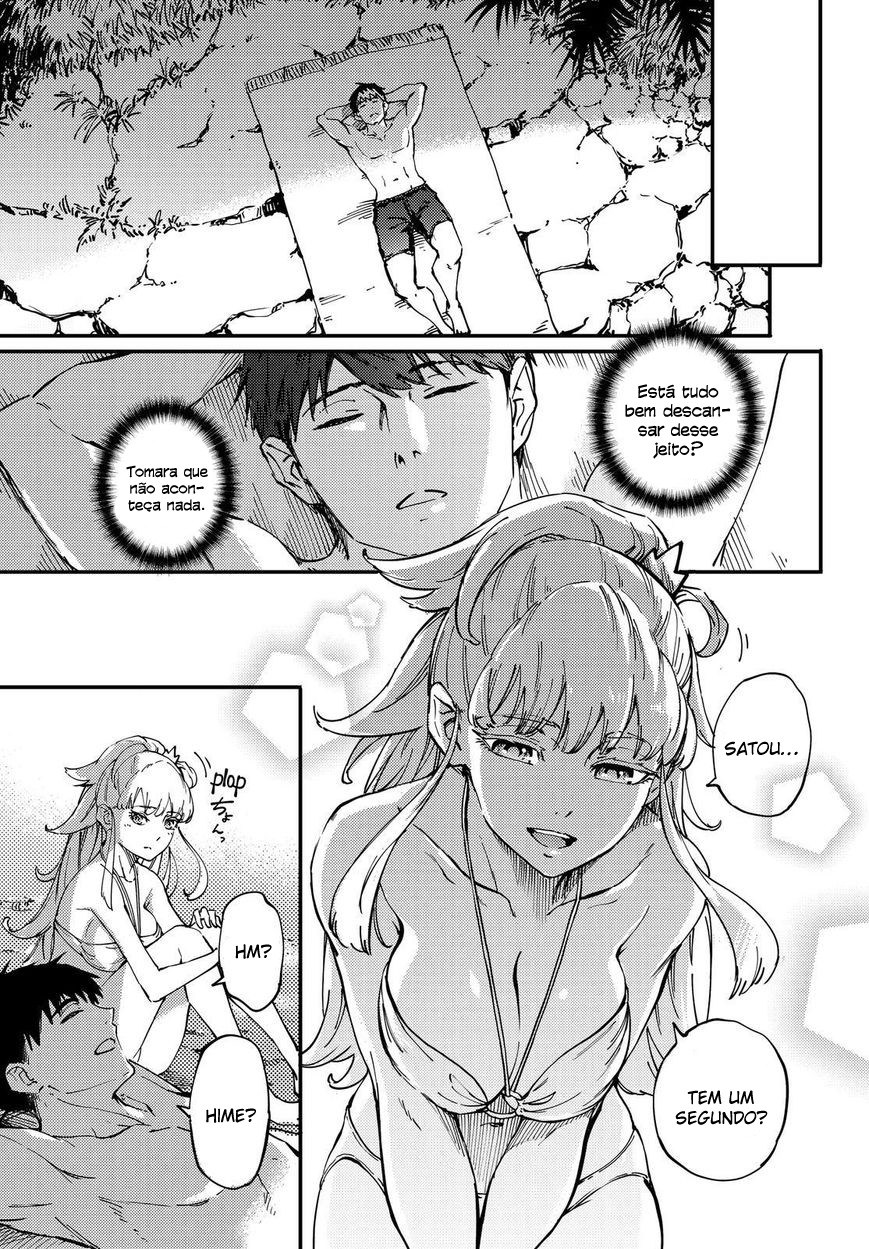 Está tudo
bem descan-
sar desse
jeito?
Tomara que
não acon-
teça nada.
SATOU...
TEM UM
SEGUNDO?
plop
ちょんっ
HM?
HIME?